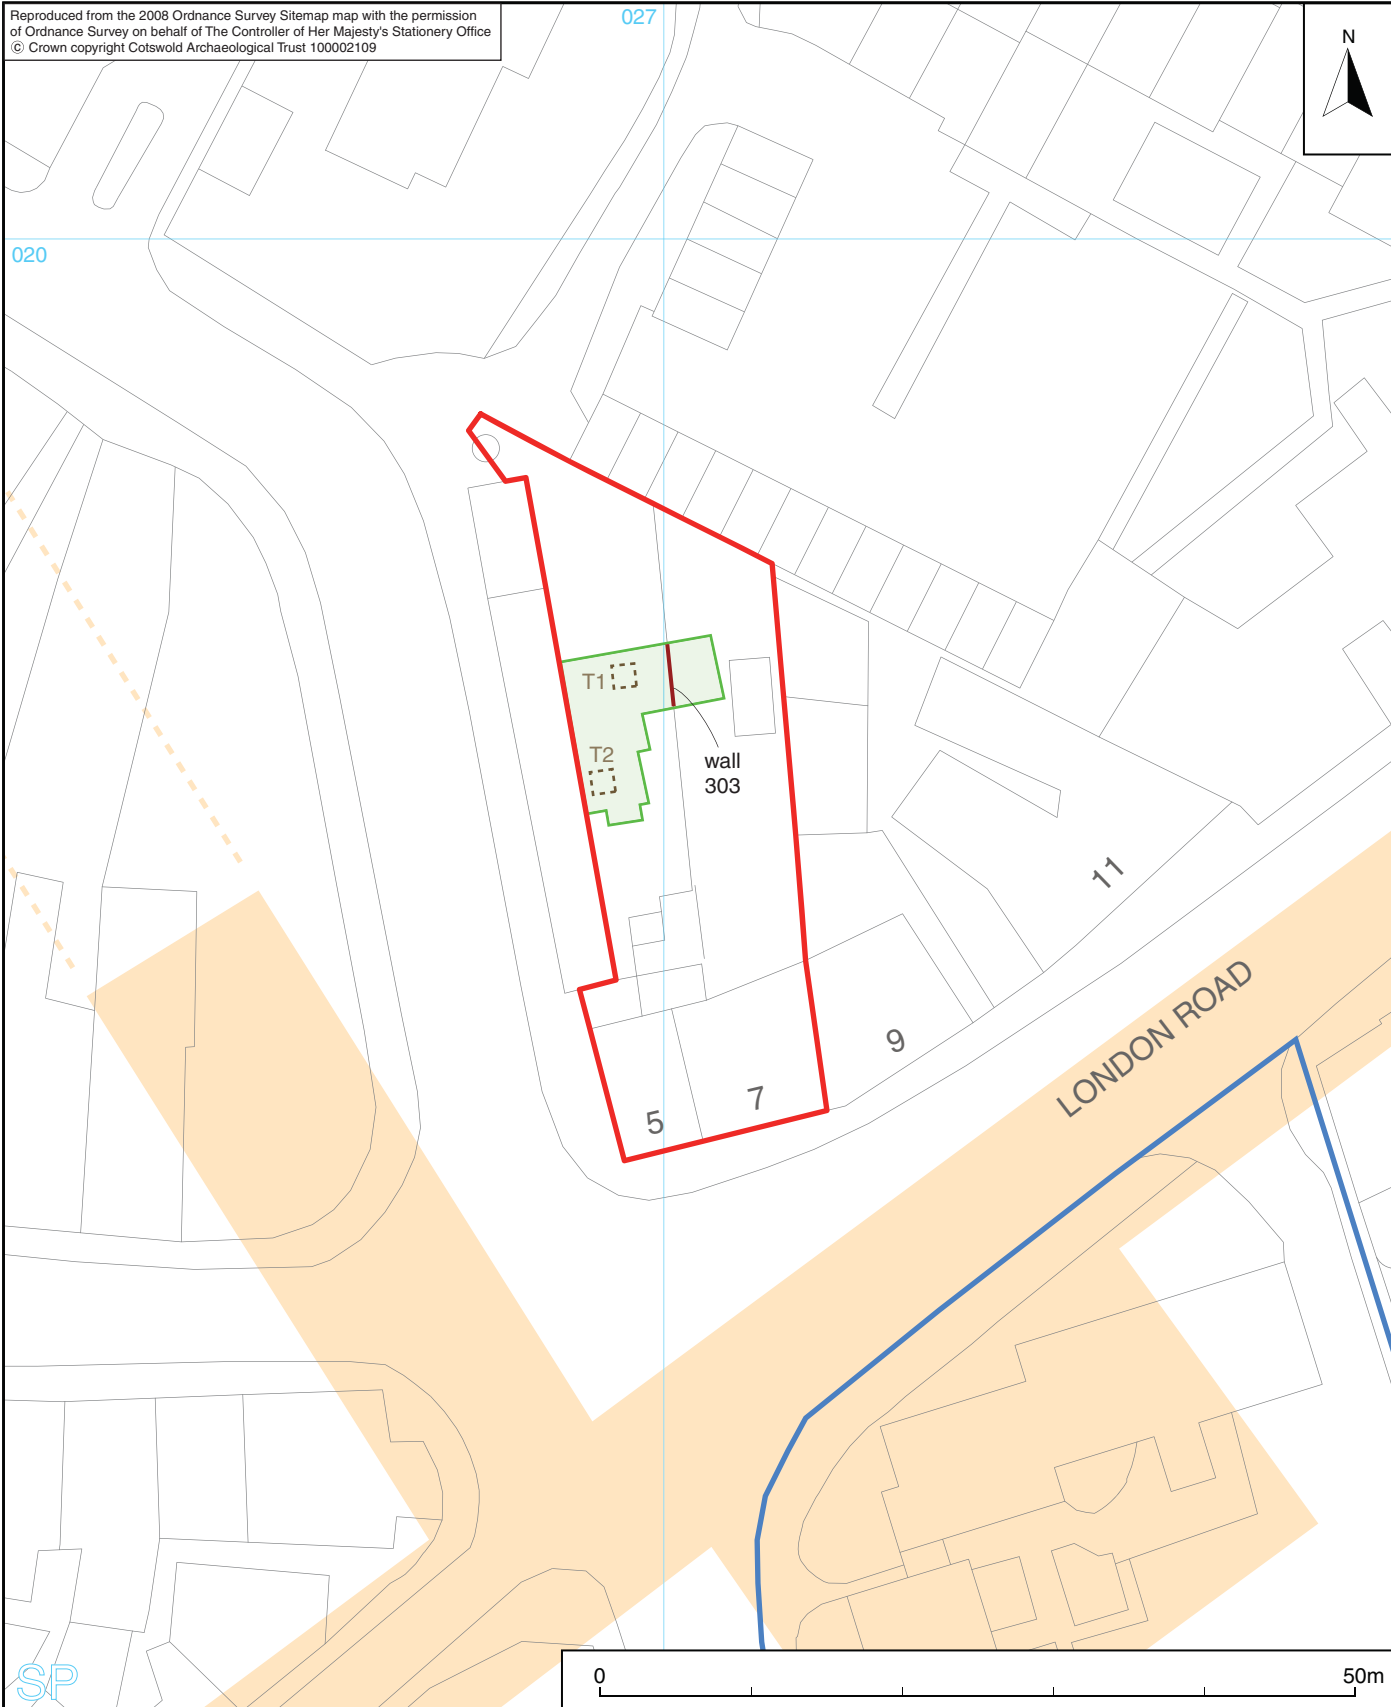 Reproduced from the 2008 Ordnance Survey Sitemap map with the permission
of Ordnance Survey on behalf of The Controller of Her Majesty's Stationery Office
© Crown copyright Cotswold Archaeological Trust 100002109
027
N
020
T1
T2
wall
303
11
LONDON ROAD
9
7
5
SP
0
50m